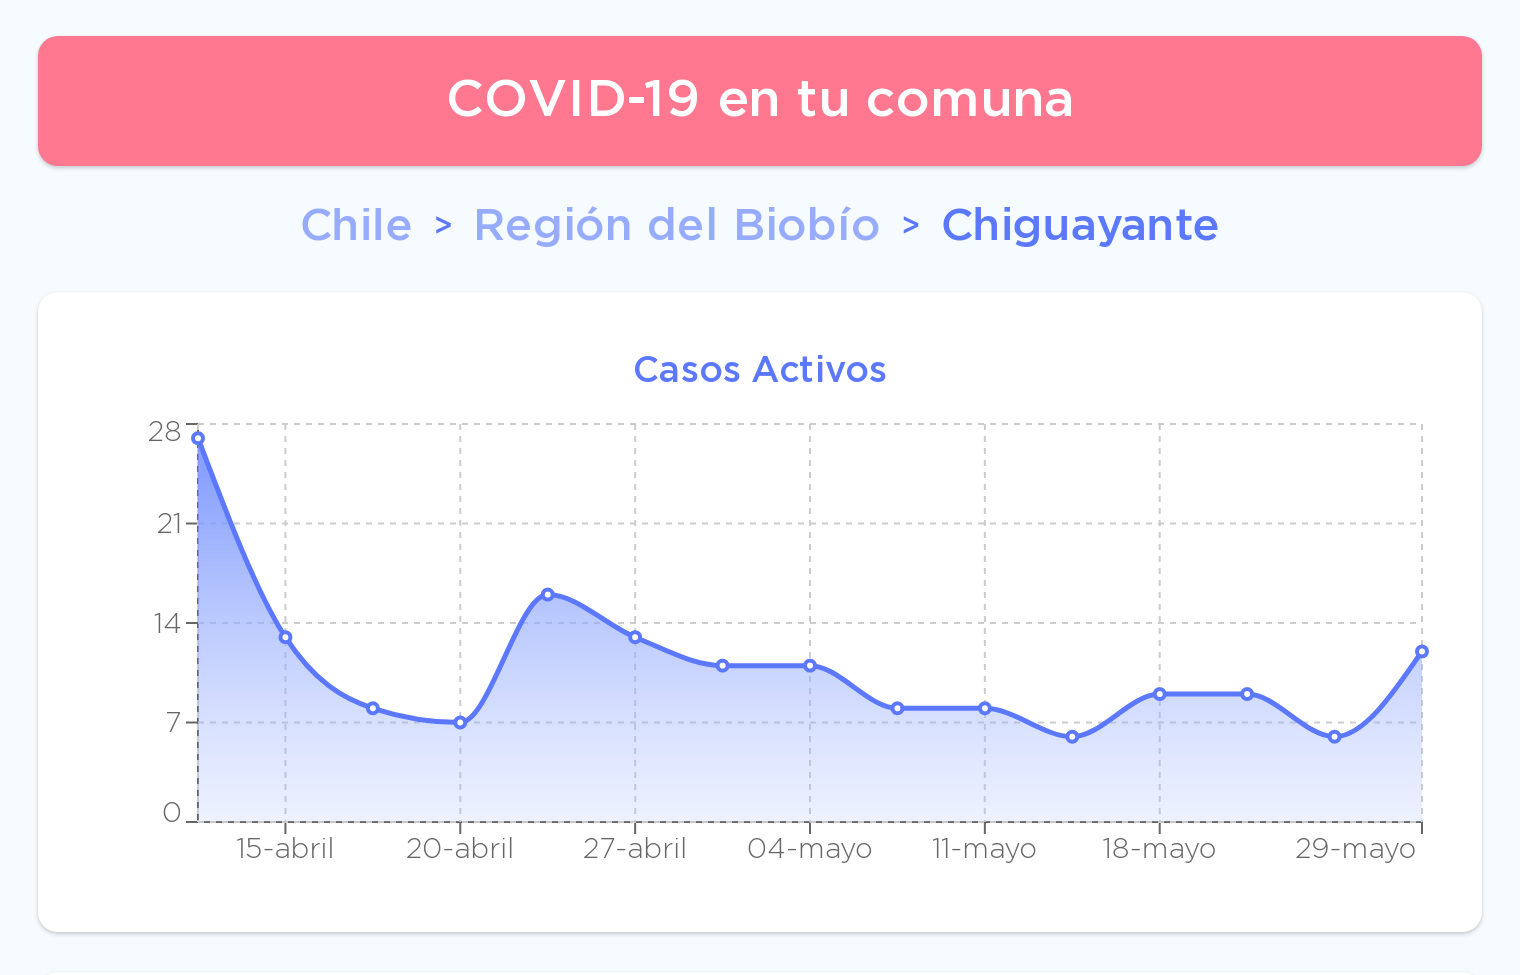 COVID-19 en tu comuna
Chile > Región del Biobío > Chiguayante
Casos Activos
28
21
14
7
0
15-abril 20-abril 27-abril 04-mayo 11-mayo 18-mayo 29-mayo